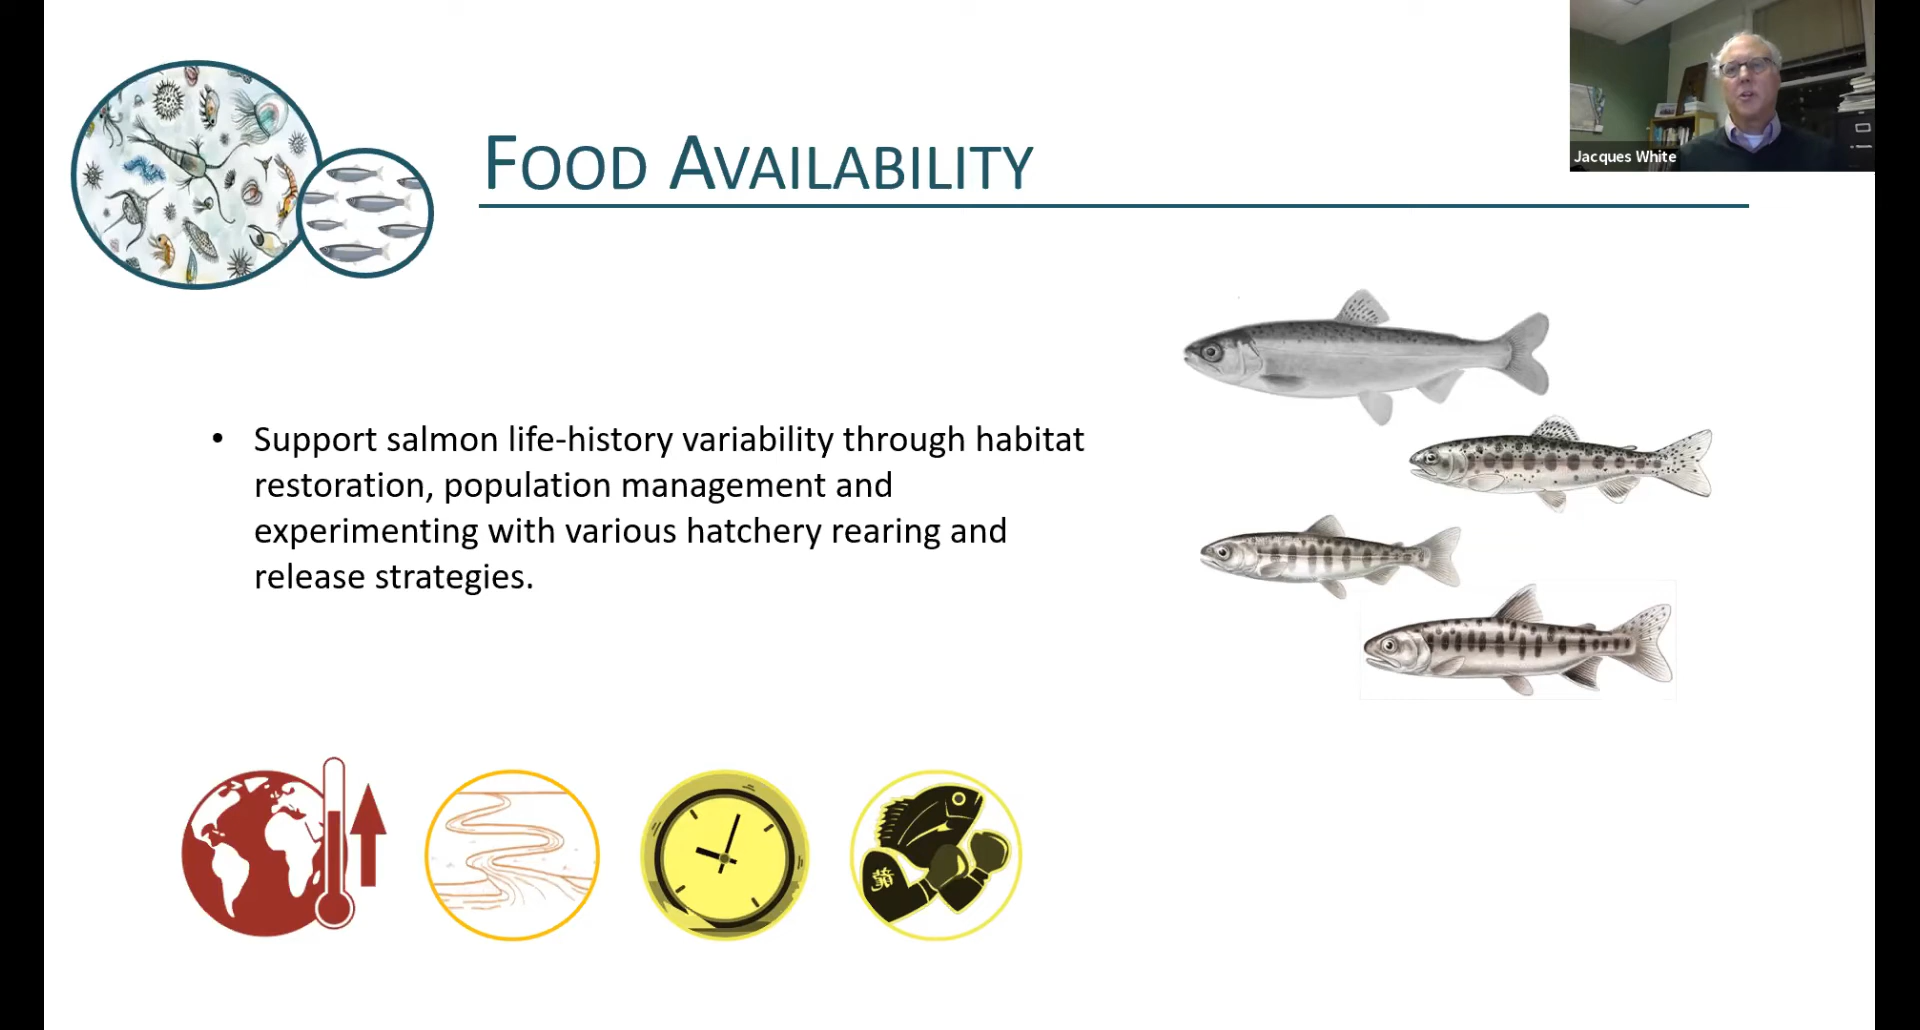 Jacques White
FOOD AVAILABILITY
• Support salmon life-history variability through habitat
restoration, population management and
experimenting with various hatchery rearing and
release strategies.
龍